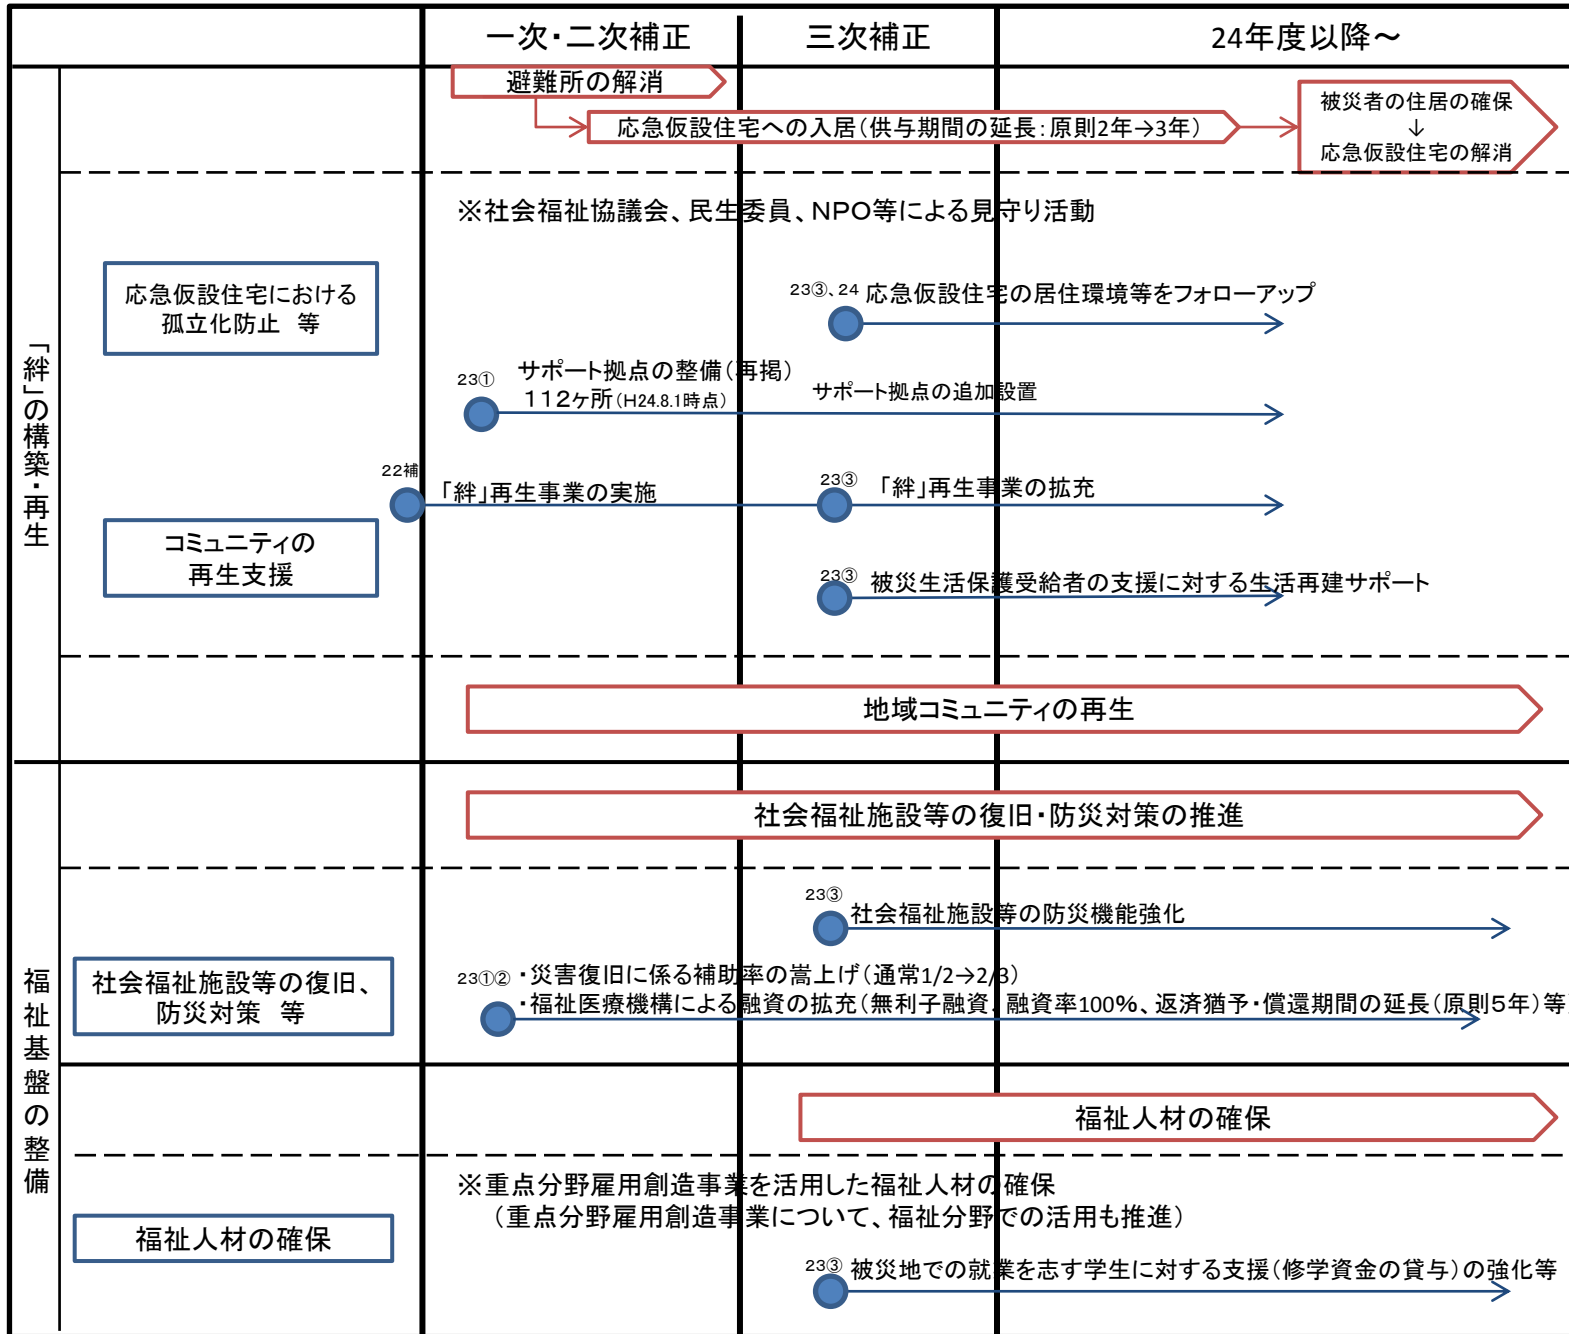 一次・二次補正
三次補正
24年度以降～
避難所の解消
応急仮設住宅への入居（供与期間の延長：原則2年→3年）
被災者の住居の確保
↓
応急仮設住宅の解消
「絆」の構築・再生
※社会福祉協議会、民生委員、NPO等による見守り活動
応急仮設住宅における
孤立化防止　等
23③、24 応急仮設住宅の居住環境等をフォローアップ
23①
サポート拠点の整備（再掲）
112ヶ所（H24.8.1時点）
サポート拠点の追加設置
22補
「絆」再生事業の実施
23③
「絆」再生事業の拡充
コミュニティの
再生支援
23③
被災生活保護受給者の支援に対する生活再建サポート
地域コミュニティの再生
福祉基盤の整備
社会福祉施設等の復旧・防災対策の推進
23③
社会福祉施設等の防災機能強化
社会福祉施設等の復旧、
防災対策　等
23①②
・災害復旧に係る補助率の嵩上げ（通常1/2→2/3）
・福祉医療機構による融資の拡充（無利子融資、融資率100%、返済猶予・償還期間の延長（原則5年）等）
福祉人材の確保
※重点分野雇用創造事業を活用した福祉人材の確保
（重点分野雇用創造事業について、福祉分野での活用も推進）
福祉人材の確保
23③
被災地での就業を志す学生に対する支援（修学資金の貸与）の強化等